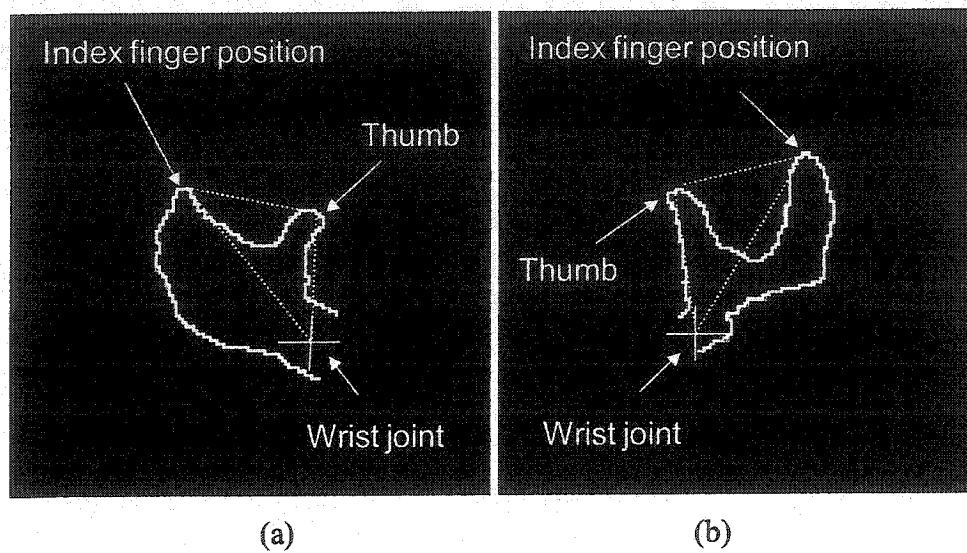 Index finger position
Thumb
Wrist joint
(a)
Index finger position
Thumb
Wrist joint
(b)